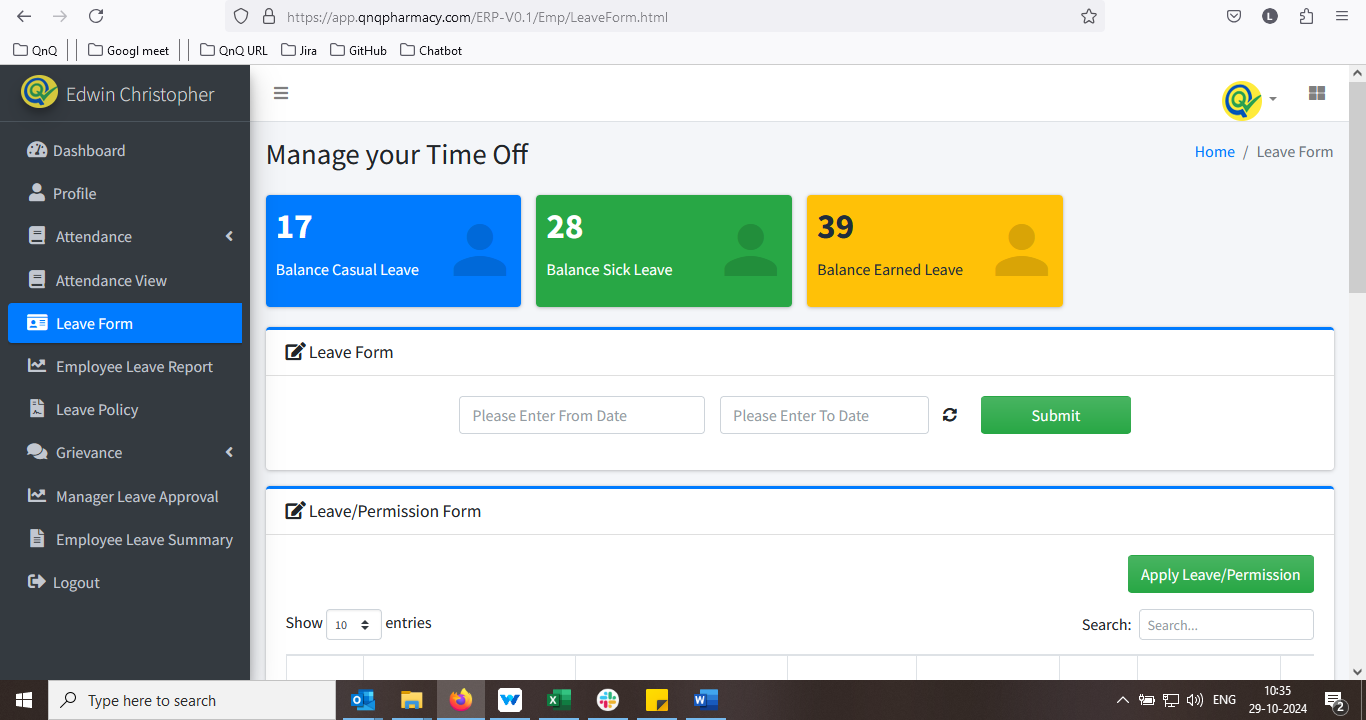 https://app.qnqpharmacy.com/ERP-V0.1/Emp/LeaveForm.html
L
QnQ
Googl meet
QnQ URL
Jira
GitHub
Chatbot
Edwin Christopher
Dashboard
Profile
Attendance
Attendance View
Leave Form
Employee Leave Report
Leave Policy
Grievance
Manager Leave Approval
Employee Leave Summary
Logout
Manage your Time Off
Home / Leave Form
17
Balance Casual Leave
28
Balance Sick Leave
39
Balance Earned Leave
Leave Form
Please Enter From Date
Please Enter To Date
Submit
Leave/Permission Form
Apply Leave/Permission
Show 10 entries
Search: Search...
Type here to search
ENG
10:35
29-10-2024
2